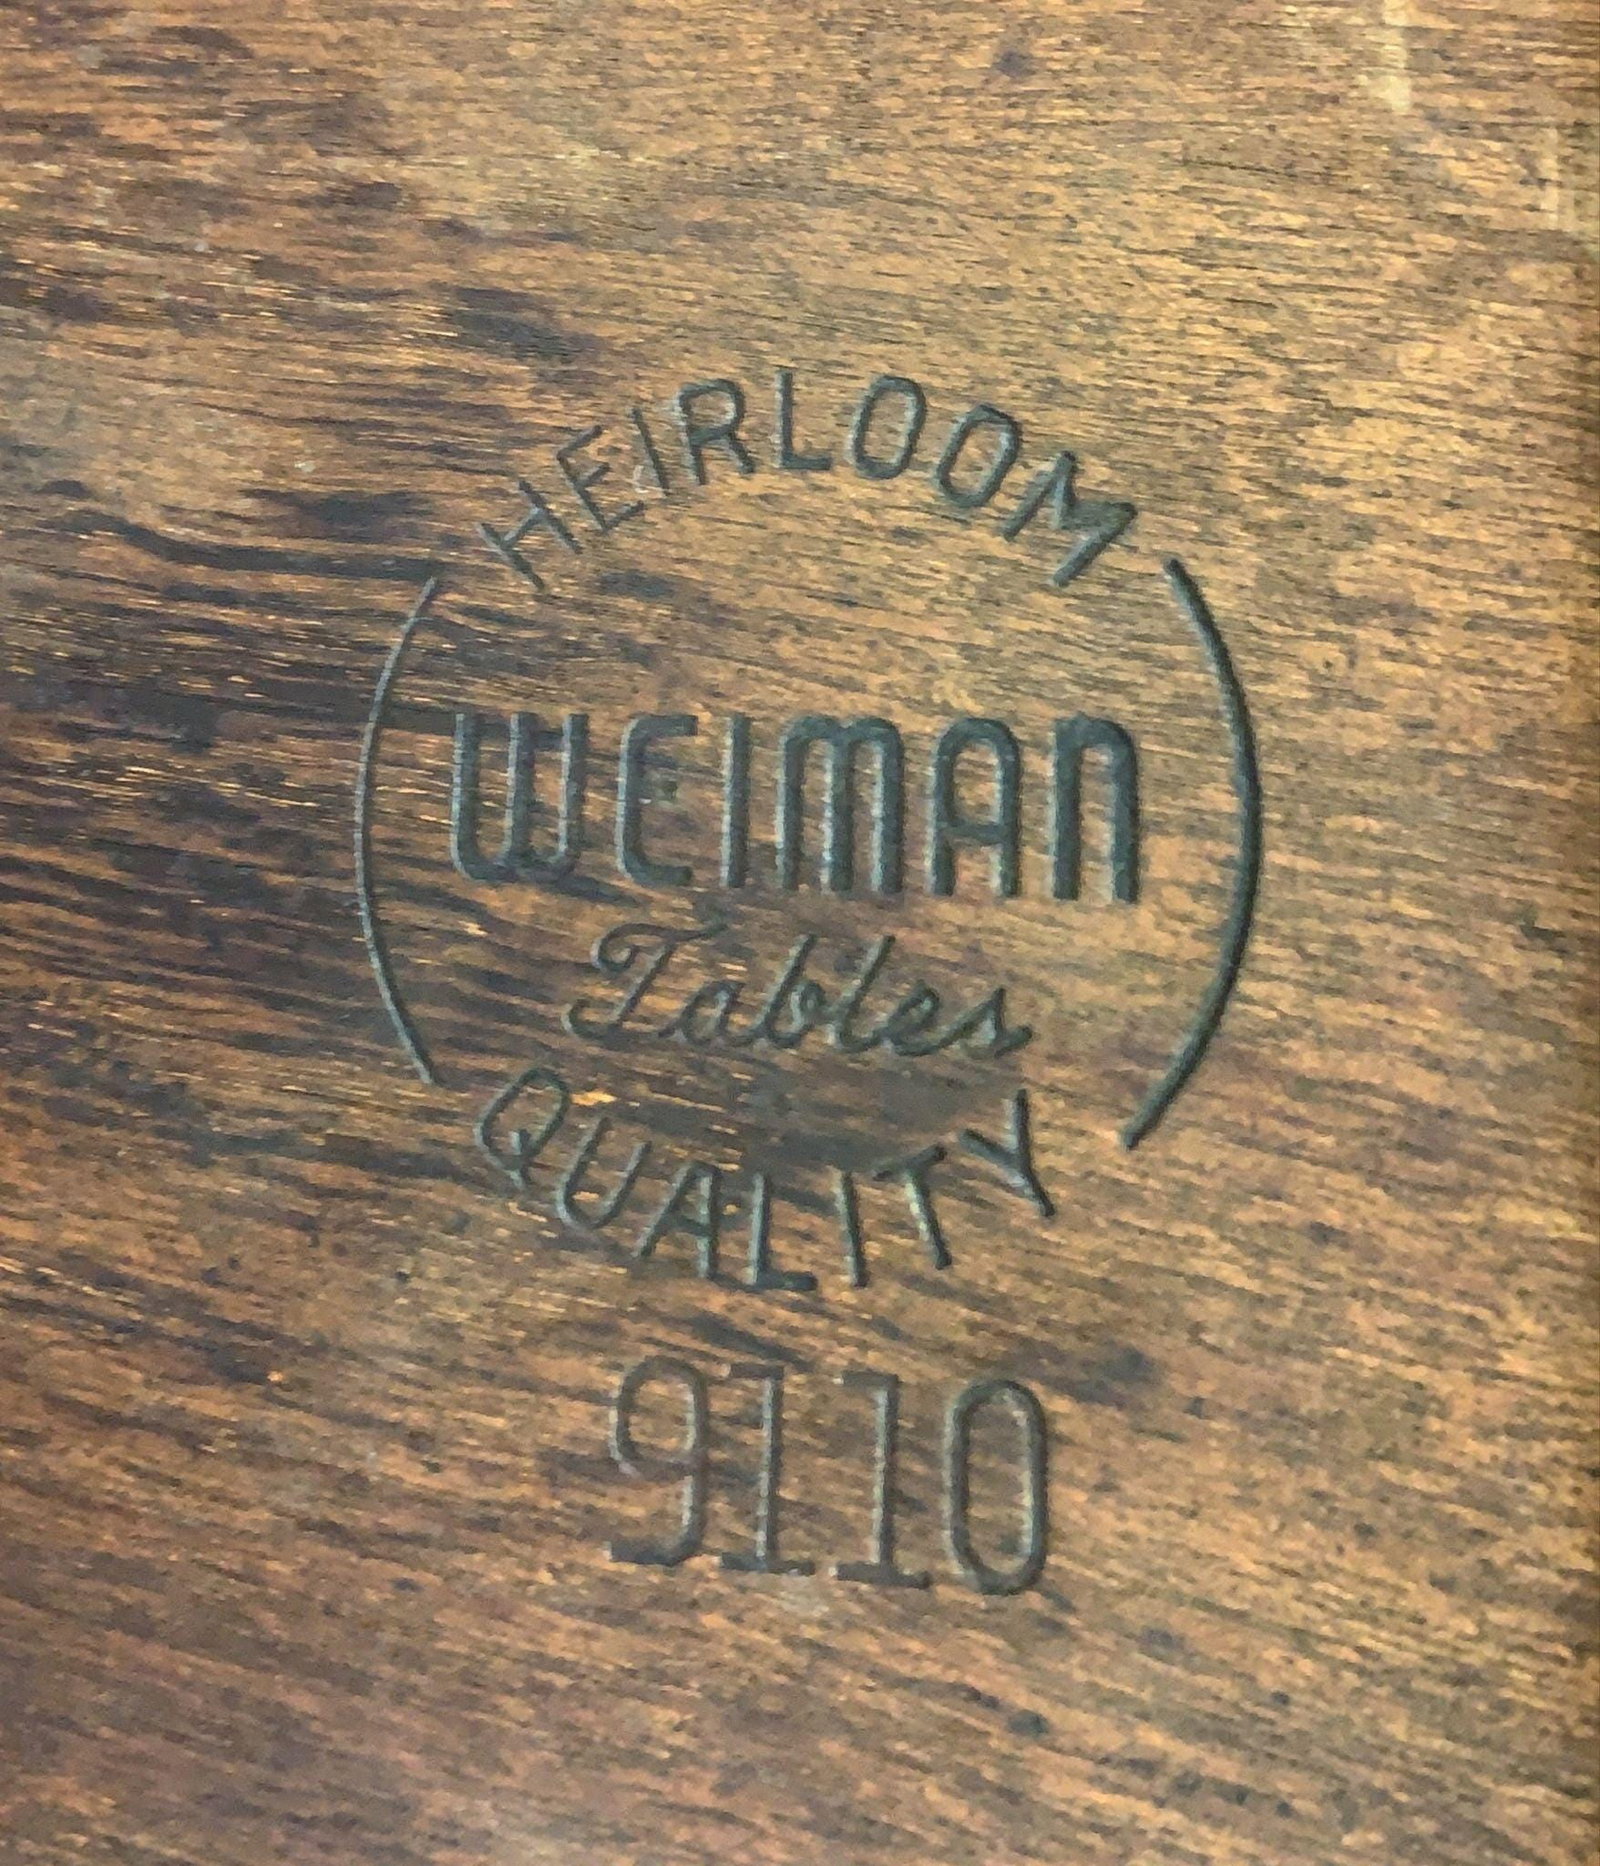 HEIRLOOM
WEIMAN
Tables
QUALITY
9110